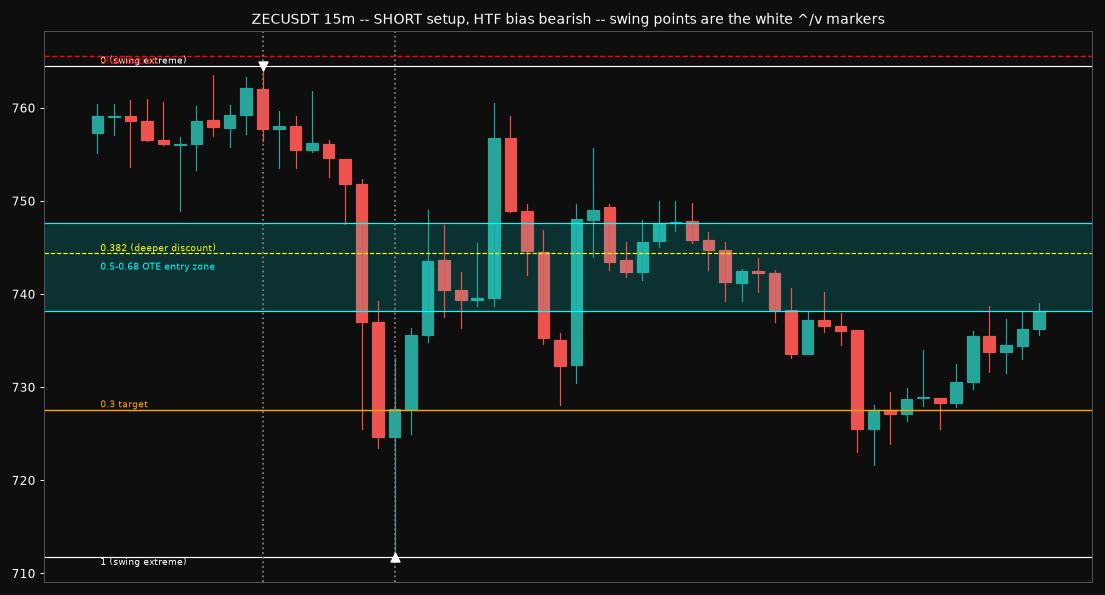 ZECUSDT 15m -- SHORT setup, HTF bias bearish -- swing points are the white ^/v markers
0 (swing extreme)
760
750
0.382 (deeper discount)
0.5-0.68 OTE entry zone
740
730
0.3 target
720
1 (swing extreme)
710